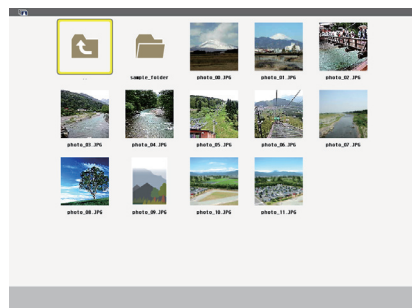 ..
sample_folder
photo_00.JPG
photo_01.JPG
photo_02.JPG
photo_03.JPG
photo_04.JPG
photo_05.JPG
photo_06.JPG
photo_07.JPG
photo_08.JPG
photo_09.JPG
photo_10.JPG
photo_11.JPG